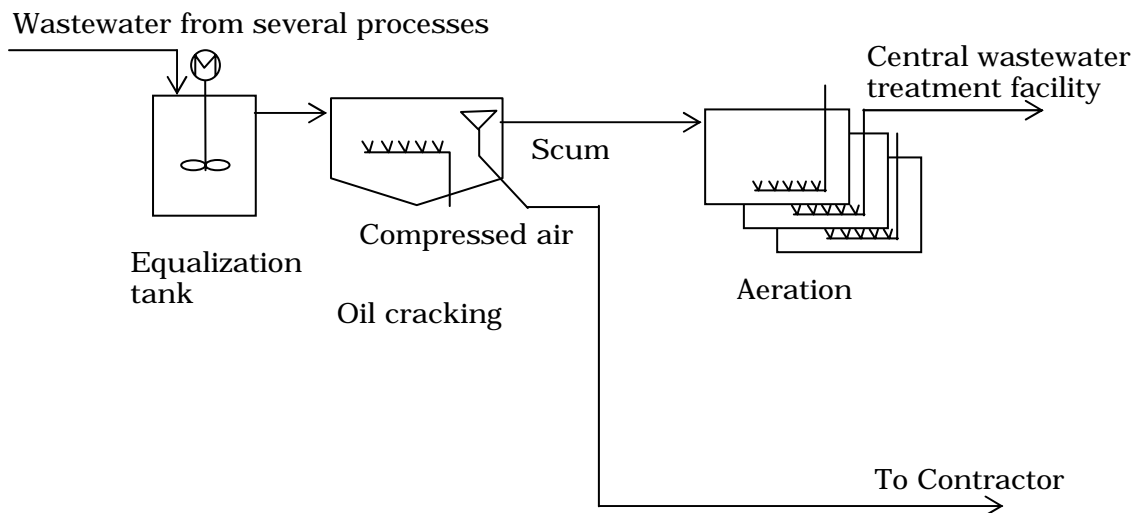 Wastewater from several processes
M
Central wastewater
treatment facility
Scum
Compressed air
Equalization
tank
Aeration
Oil cracking
To Contractor